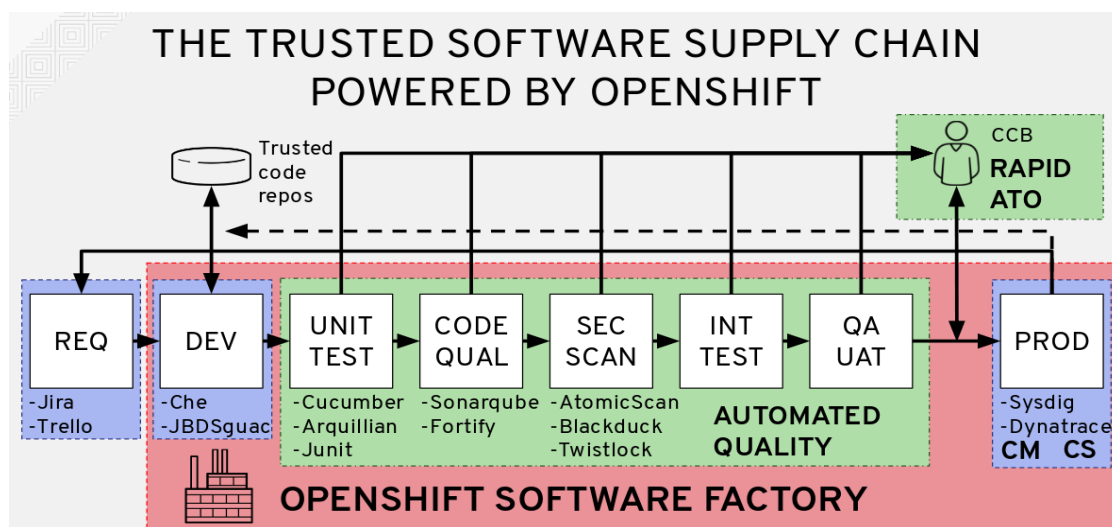 THE TRUSTED SOFTWARE SUPPLY CHAIN
POWERED BY OPENSHIFT
Trusted
code
repos
CCB
RAPID
ATO
REQ
DEV
UNIT
TEST
CODE
QUAL
SEC
SCAN
INT
TEST
QA
UAT
PROD
-Jira
-Trello
-Che
-JBDSguac
-Cucumber
-Arquillian
-Junit
-Sonarqube
-Fortify
-AtomicScan
-Blackduck
-Twistlock
AUTOMATED
QUALITY
-Sysdig
-Dynatrace
CM CS
OPENSHIFT SOFTWARE FACTORY